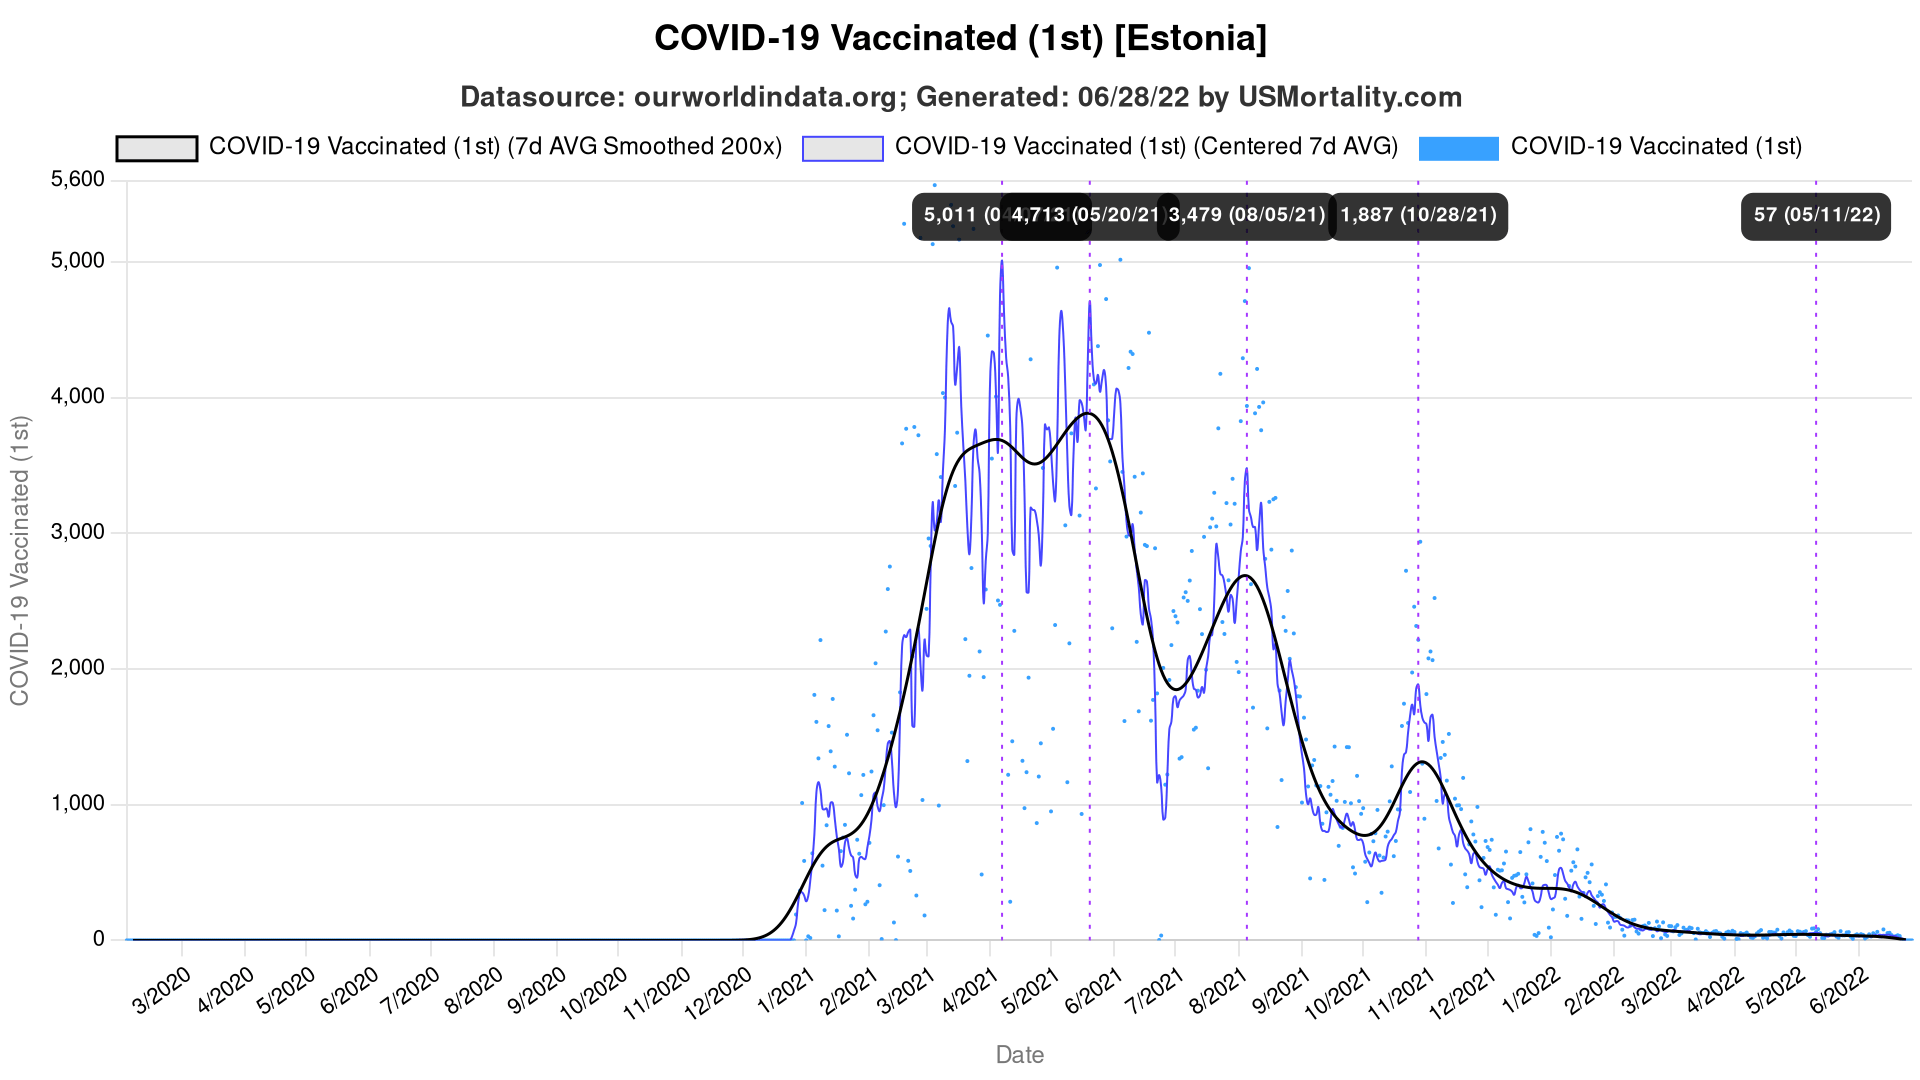 COVID-19 Vaccinated (1st) [Estonia]
Datasource: ourworldindata.org; Generated: 06/28/22 by USMortality.com
COVID-19 Vaccinated (1st) (7d AVG Smoothed 200x) COVID-19 Vaccinated (1st) (Centered 7d AVG) COVID-19 Vaccinated (1st)
5,600
5,011 (04 4,713 (05/20/21) 3,479 (08/05/21) 1,887 (10/28/21) 57 (05/11/22)
5,000
4,000
3,000
2,000
1,000
0
COVID-19 Vaccinated (1st)
3/2020 4/2020 5/2020 6/2020 7/2020 8/2020 9/2020 10/2020 11/2020 12/2020 1/2021 2/2021 3/2021 4/2021 5/2021 6/2021 7/2021 8/2021 9/2021 10/2021 11/2021 12/2021 1/2022 2/2022 3/2022 4/2022 5/2022 6/2022
Date